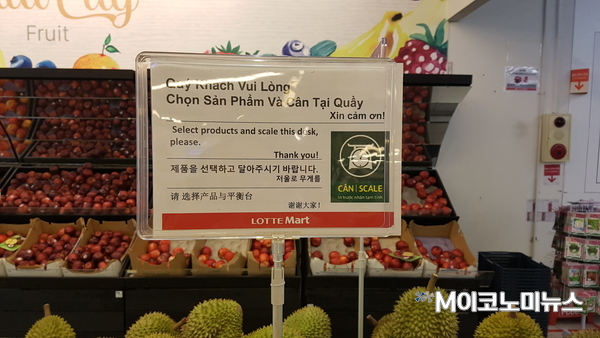 Fruit
Quý Khách Vui Lòng
Chọn Sản Phẩm Và Cân Tại Quầy
Xin cảm ơn!
Select products and scale this desk,
please.
Thank you!
제품을 선택하고 달아주시기 바랍니다.
저울로 무게를
请 选择产品与平衡台
谢谢大家!
CÂN | SCALE
LOTTE Mart
M이코노미뉴스